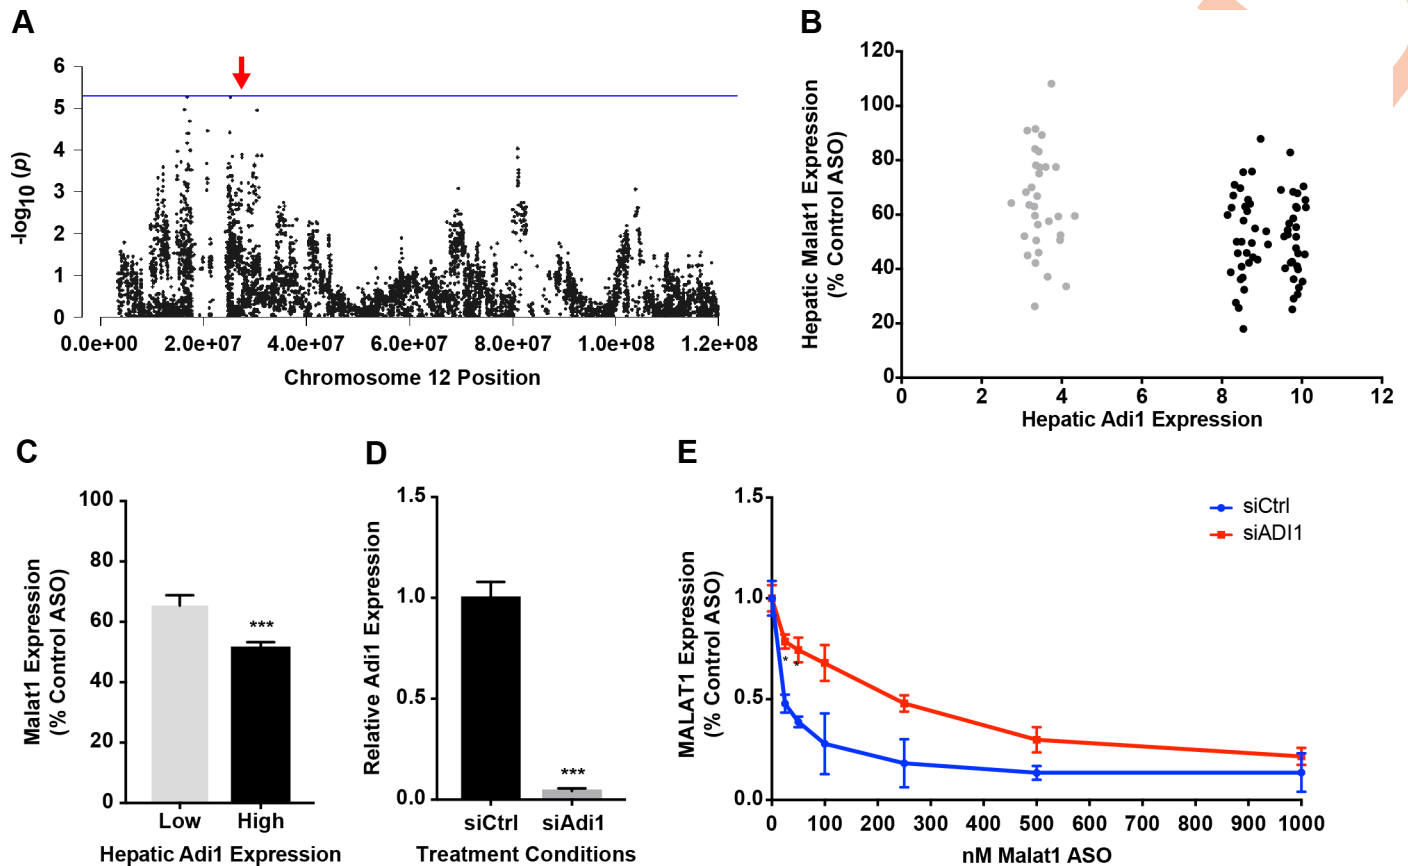 A
6
5
4
3
2
1
0
-log10 (p)
0.0e+00 2.0e+07 4.0e+07 6.0e+07 8.0e+07 1.0e+08 1.2e+08
Chromosome 12 Position
B
120
100
80
60
40
20
0
Hepatic Malat1 Expression
(% Control ASO)
0 2 4 6 8 10 12
Hepatic Adi1 Expression
C
100
80
60
40
20
0
Malat1 Expression
(% Control ASO)
***
Low High
Hepatic Adi1 Expression
D
1.5
1.0
0.5
0.0
Relative Adi1 Expression
***
siCtrl siAdi1
Treatment Conditions
E
1.5
1.0
0.5
0.0
MALAT1 Expression
(% Control ASO)
siCtrl
siADI1
* *
0 100 200 300 400 500 600 700 800 900 1000
nM Malat1 ASO